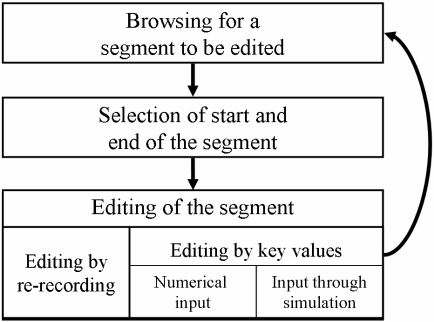 Browsing for a
segment to be edited
Selection of start and
end of the segment
Editing of the segment
Editing by
re-recording
Editing by key values
Numerical
input
Input through
simulation